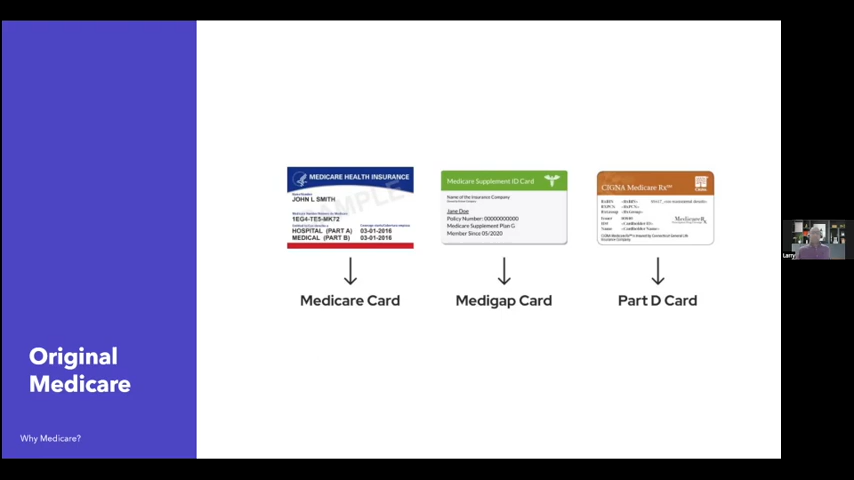 MEDICARE HEALTH INSURANCE
SAMPLE
JOHN L SMITH
1EG4-TE5-MK72
HOSPITAL (PART A) 03-01-2016
MEDICAL (PART B) 03-01-2016
Medicare Supplement ID Card
Name of the Insurance Company
Jane Doe
Policy Number: 00000000000
Medicare Supplement Plan G
Member Since 05/2020
CIGNA Medicare Rx
Medicare Card
Medigap Card
Part D Card
Original
Medicare
Why Medicare?
Larry